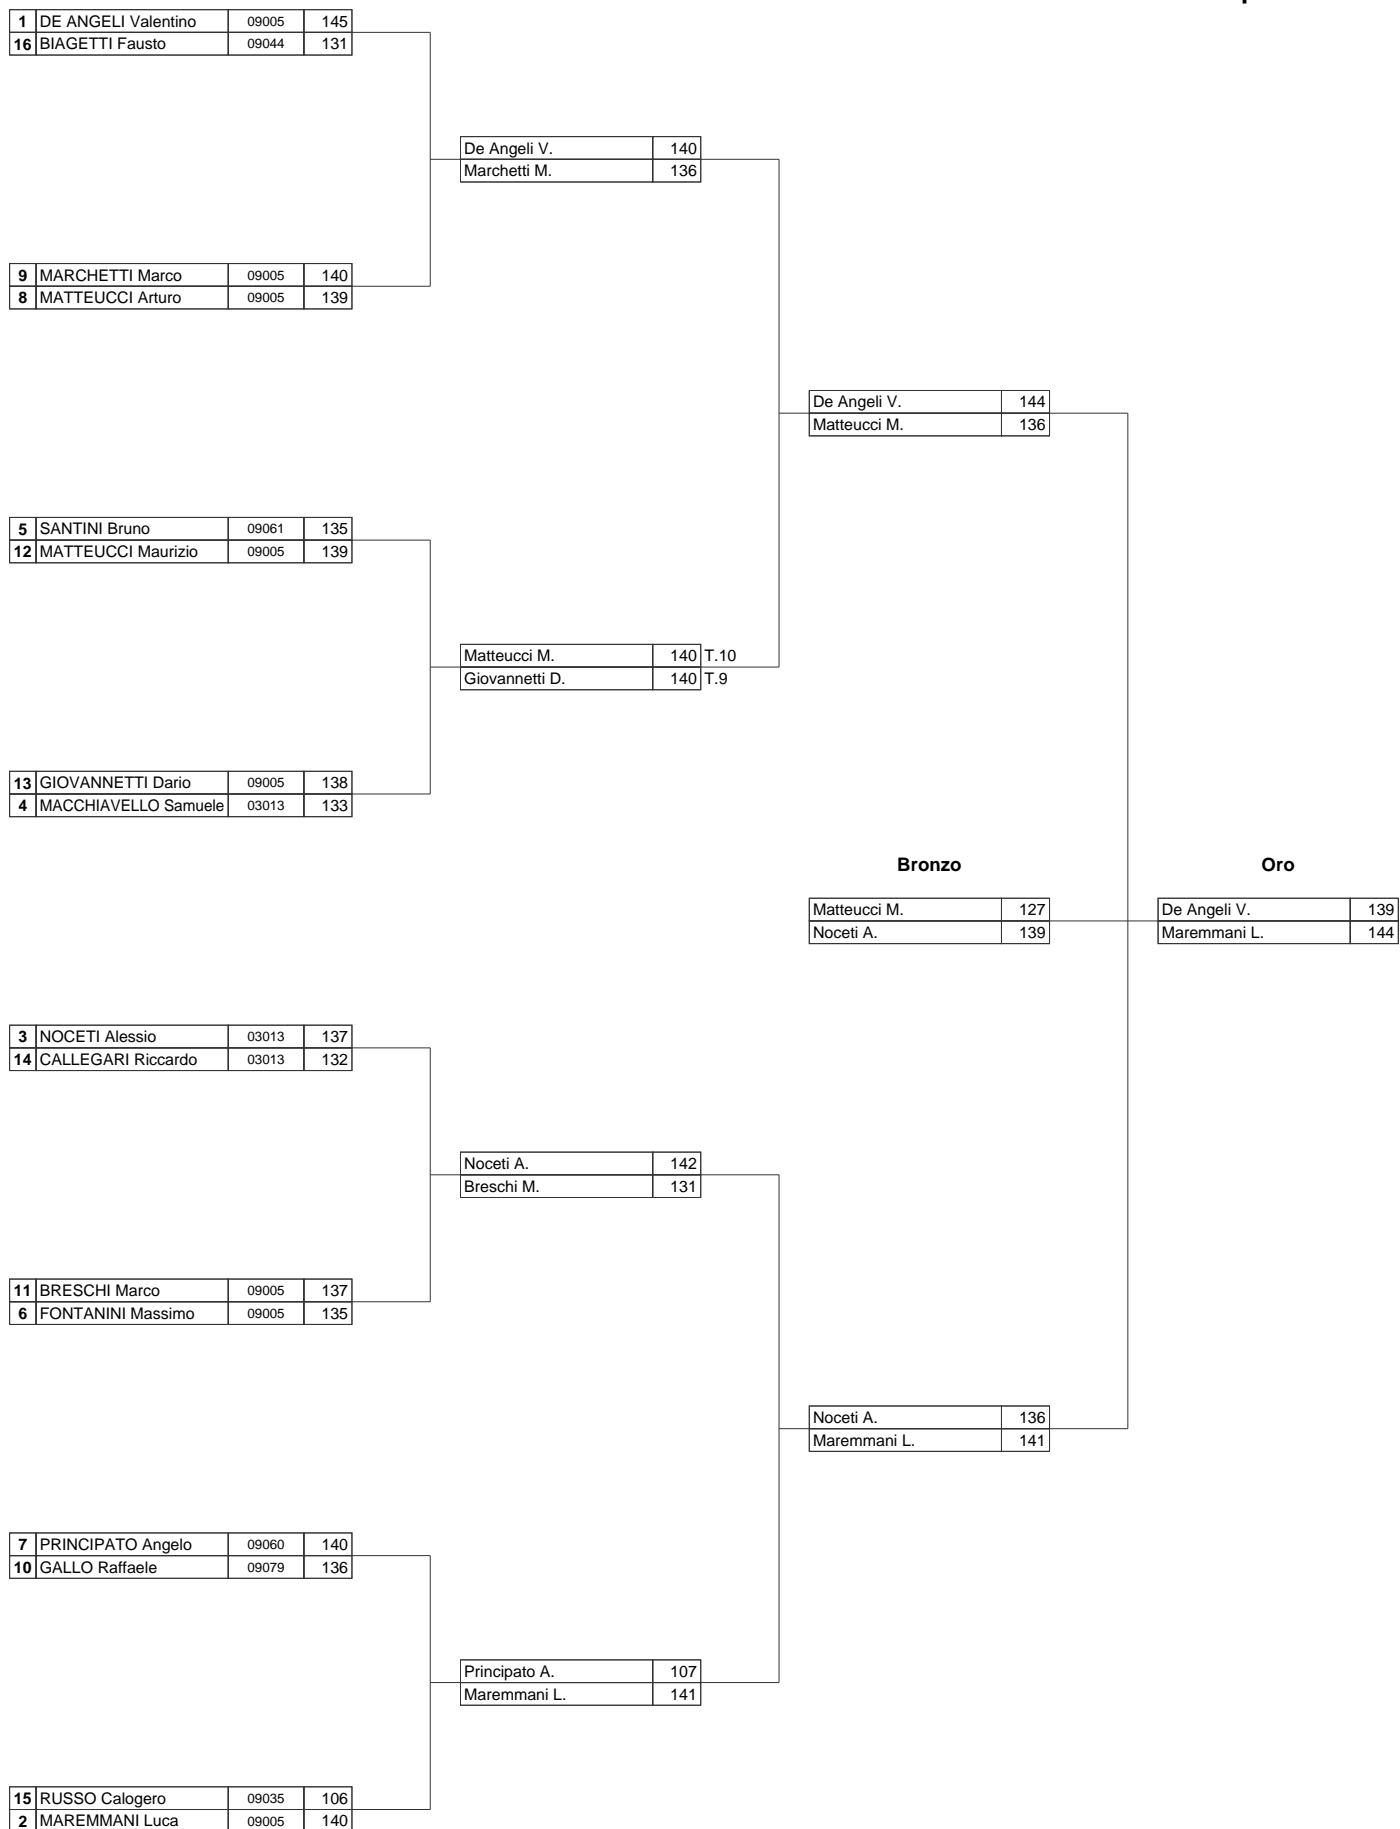 1 DE ANGELI Valentino 09005 145
16 BIAGETTI Fausto 09044 131
De Angeli V. 140
Marchetti M. 136
9 MARCHETTI Marco 09005 140
8 MATTEUCCI Arturo 09005 139
De Angeli V. 144
Matteucci M. 136
5 SANTINI Bruno 09061 135
12 MATTEUCCI Maurizio 09005 139
Matteucci M. 140 T.10
Giovannetti D. 140 T.9
13 GIOVANNETTI Dario 09005 138
4 MACCHIAVELLO Samuele 03013 133
Bronzo Oro
Matteucci M. 127 De Angeli V. 139
Noceti A. 139 Maremmani L. 144
3 NOCETI Alessio 03013 137
14 CALLEGARI Riccardo 03013 132
Noceti A. 142
Breschi M. 131
11 BRESCHI Marco 09005 137
6 FONTANINI Massimo 09005 135
Noceti A. 136
Maremmani L. 141
7 PRINCIPATO Angelo 09060 140
10 GALLO Raffaele 09079 136
Principato A. 107
Maremmani L. 141
15 RUSSO Calogero 09035 106
2 MAREMMANI Luca 09005 140